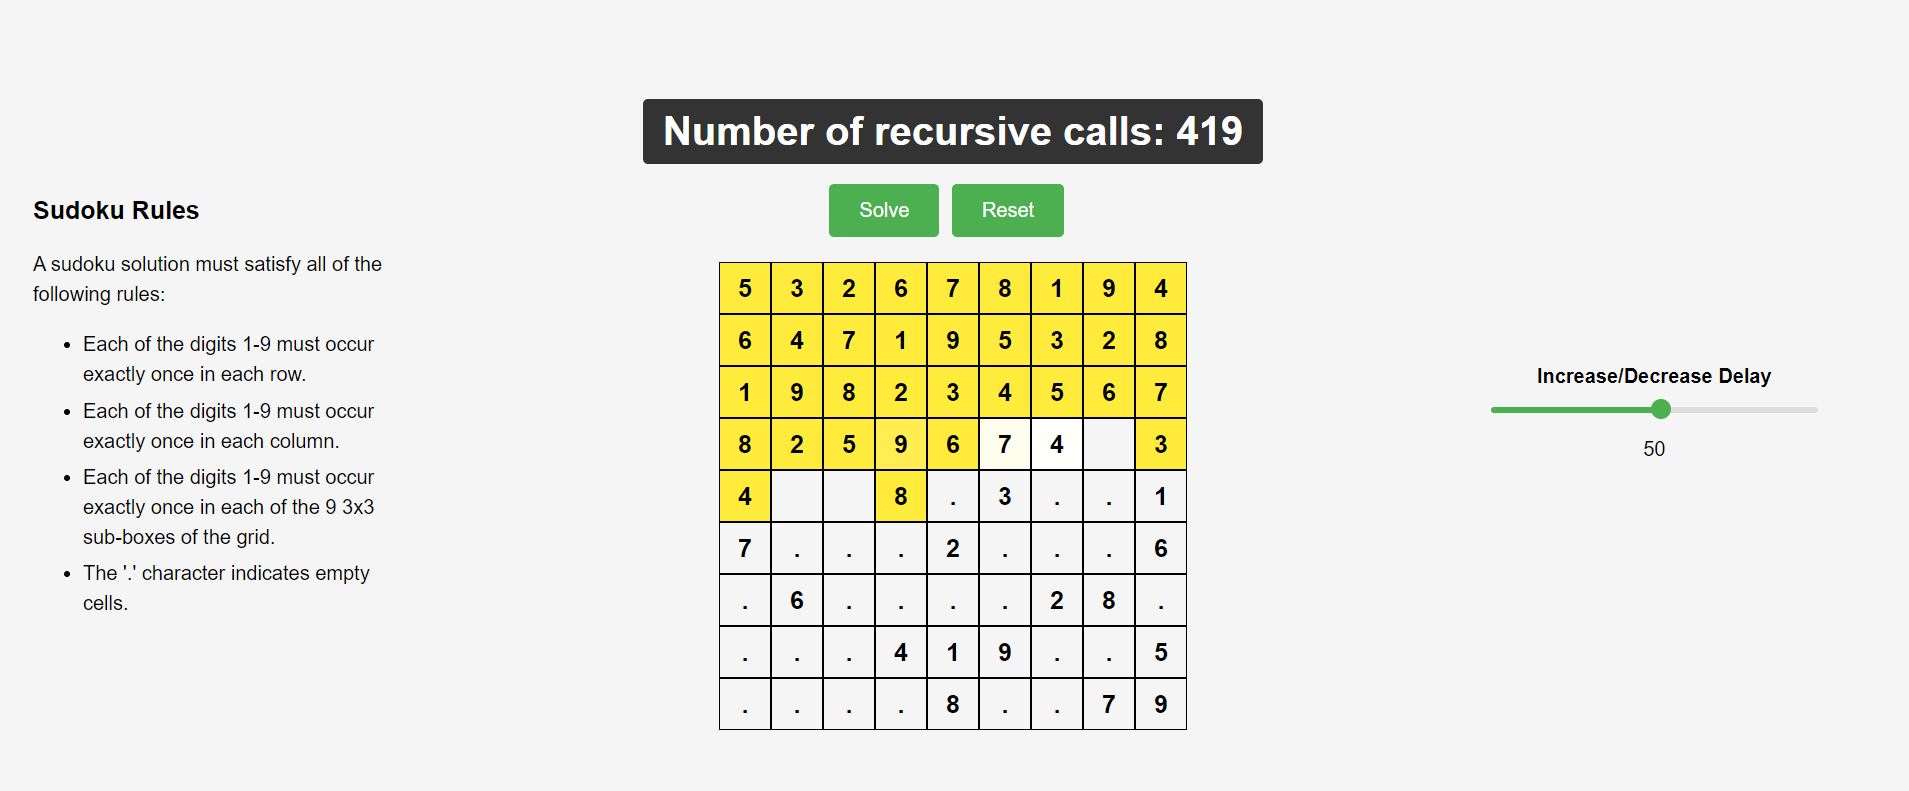 Number of recursive calls: 419
Solve Reset
Sudoku Rules
A sudoku solution must satisfy all of the
following rules:
• Each of the digits 1-9 must occur
exactly once in each row.
• Each of the digits 1-9 must occur
exactly once in each column.
• Each of the digits 1-9 must occur
exactly once in each of the 9 3x3
sub-boxes of the grid.
• The '.' character indicates empty
cells.
5 3 2 6 7 8 1 9 4
6 4 7 1 9 5 3 2 8
1 9 8 2 3 4 5 6 7
8 2 5 9 6 7 4 3
4 8 . 3 . . 1
7 . . . 2 . . . 6
. 6 . . . . 2 8 .
. . . 4 1 9 . . 5
. . . . 8 . . 7 9
Increase/Decrease Delay
50